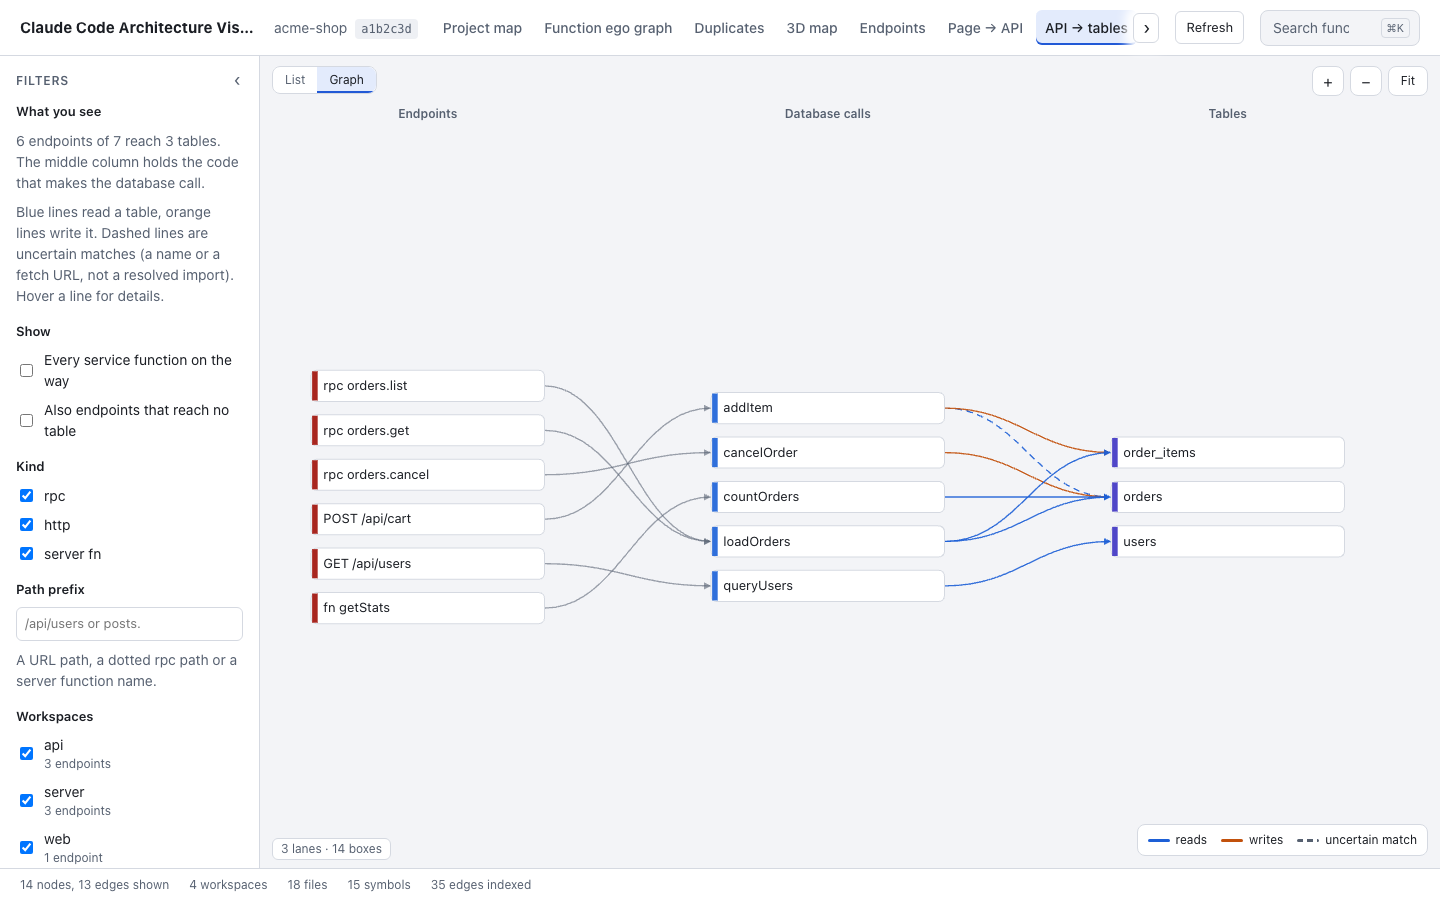 Claude Code Architecture Vis...
acme-shop
a1b2c3d
Project map
Function ego graph
Duplicates
3D map
Endpoints
Page → API
API → tables
›
Refresh
Search func
⌘K
FILTERS
‹
What you see
6 endpoints of 7 reach 3 tables.
The middle column holds the code
that makes the database call.
Blue lines read a table, orange
lines write it. Dashed lines are
uncertain matches (a name or a
fetch URL, not a resolved import).
Hover a line for details.
Show
Every service function on the
way
Also endpoints that reach no
table
Kind
rpc
http
server fn
Path prefix
/api/users or posts.
A URL path, a dotted rpc path or a
server function name.
Workspaces
api
3 endpoints
server
3 endpoints
web
1 endpoint
List
Graph
+
−
Fit
Endpoints
Database calls
Tables
rpc orders.list
rpc orders.get
rpc orders.cancel
POST /api/cart
GET /api/users
fn getStats
addItem
cancelOrder
countOrders
loadOrders
queryUsers
order_items
orders
users
3 lanes · 14 boxes
reads
writes
uncertain match
14 nodes, 13 edges shown
4 workspaces
18 files
15 symbols
35 edges indexed